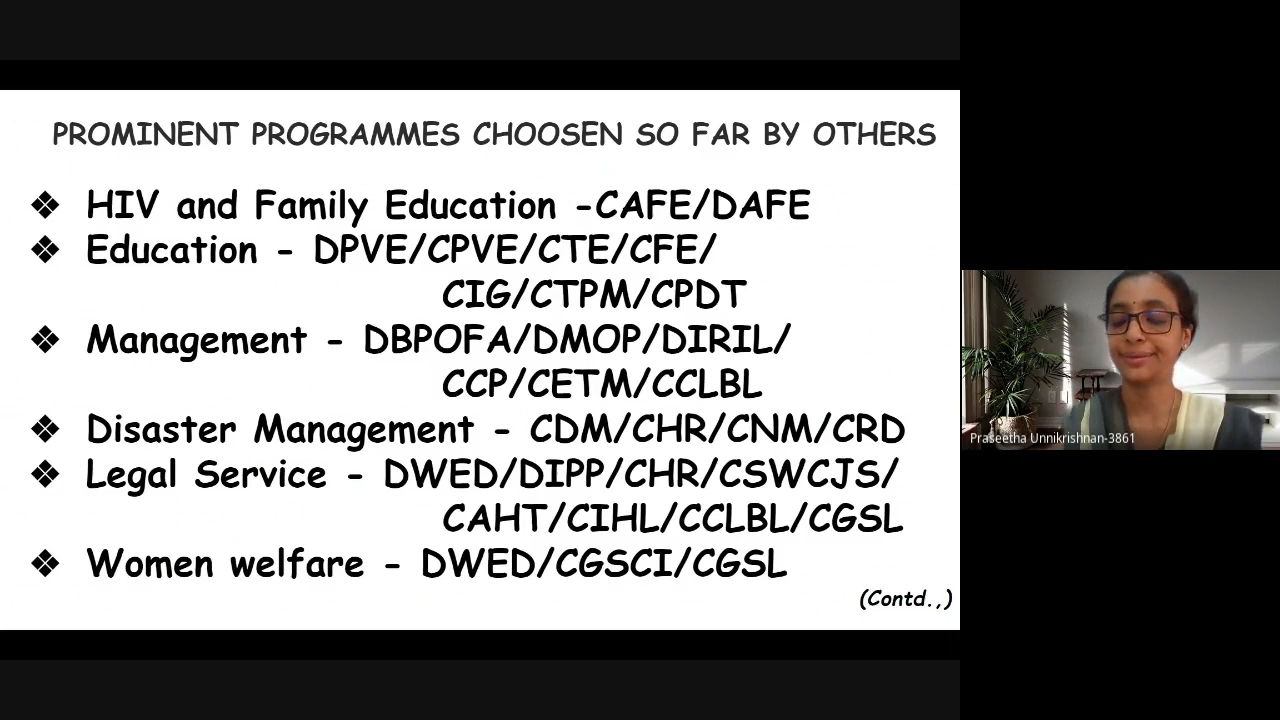 PROMINENT PROGRAMMES CHOOSEN SO FAR BY OTHERS
❖ HIV and Family Education -CAFE/DAFE
❖ Education - DPVE/CPVE/CTE/CFE/
CIG/CTPM/CPDT
❖ Management - DBPOFA/DMOP/DIRIL/
CCP/CETM/CCLBL
❖ Disaster Management - CDM/CHR/CNM/CRD
❖ Legal Service - DWED/DIPP/CHR/CSWCJS/
CAHT/CIHL/CCLBL/CGSL
❖ Women welfare - DWED/CGSCI/CGSL
(Contd.,)
Praseetha Unnikrishnan-3861